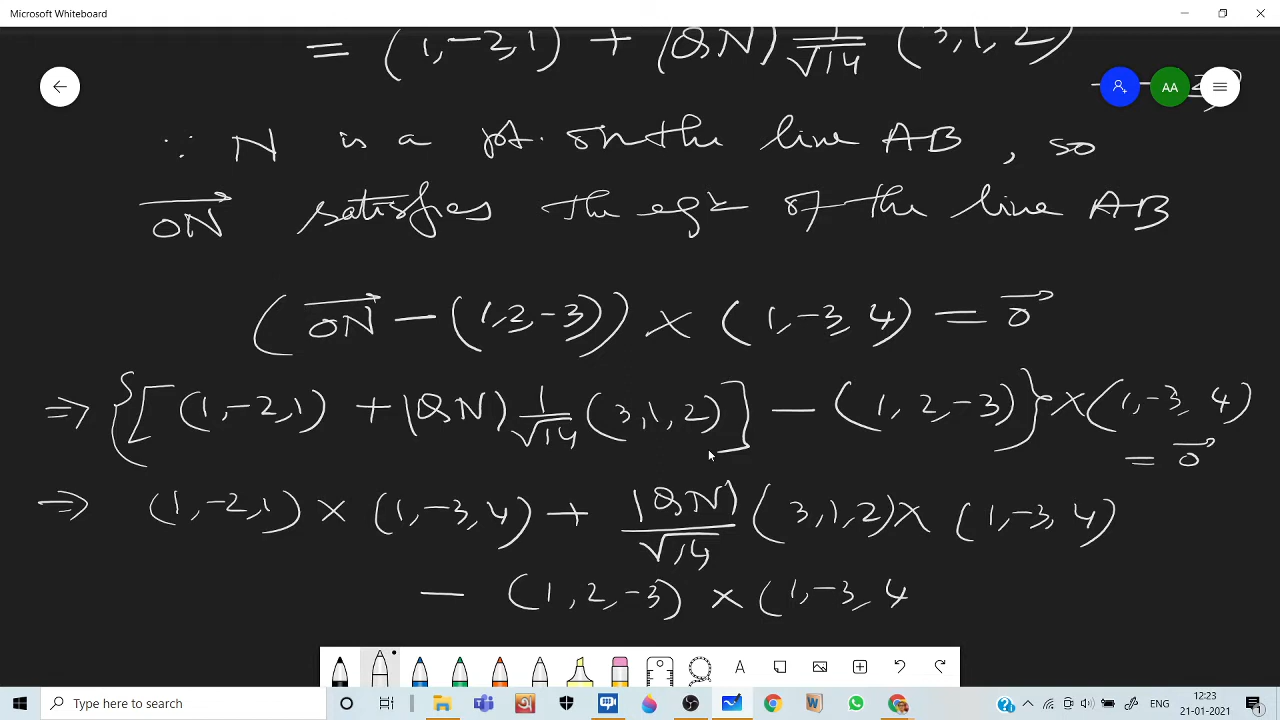 Microsoft Whiteboard
= (1,-2,1) + |QN| 1/√14 (3,1,2)
AA
∵ N is a pt. on the line AB, so
ON satisfies the eqn of the line AB
(ON - (1,2,-3)) × (1,-3,4) = 0
⇒ {[(1,-2,1) + |QN| 1/√14 (3,1,2)] - (1,2,-3)} × (1,-3,4)
= 0
⇒ (1,-2,1) × (1,-3,4) + |QN|/√14 (3,1,2) × (1,-3,4)
- (1,2,-3) × (1,-3,4
A
Type here to search
ENG
12:23
21-01-2021